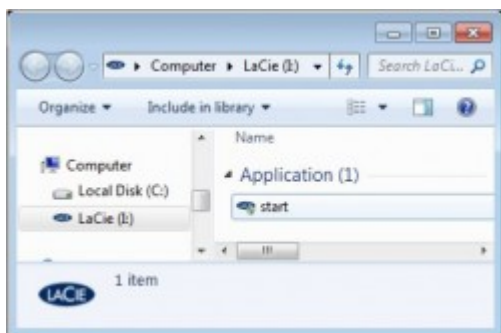 Computer LaCie (I:) Search LaCi...
Organize Include in library
Name
Computer
Local Disk (C:)
LaCie (I:)
Application (1)
start
LACIE
1 item